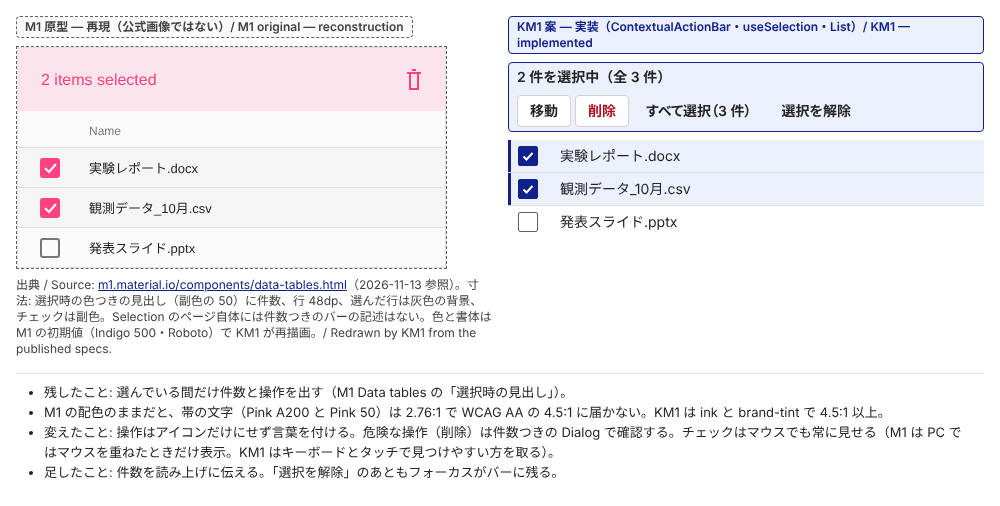 M1 原型 — 再現（公式画像ではない）/ M1 original — reconstruction
2 items selected
Name
実験レポート.docx
観測データ_10月.csv
発表スライド.pptx
出典 / Source: m1.material.io/components/data-tables.html（2026-11-13 参照）。寸
法: 選択時の色つきの見出し（副色の 50）に件数、行 48dp、選んだ行は灰色の背景、
チェックは副色。Selection のページ自体には件数つきのバーの記述はない。色と書体は
M1 の初期値（Indigo 500・Roboto）で KM1 が再描画。/ Redrawn by KM1 from the
published specs.
KM1 案 — 実装（ContextualActionBar・useSelection・List）/ KM1 —
implemented
2 件を選択中（全 3 件）
移動 削除 すべて選択（3 件） 選択を解除
実験レポート.docx
観測データ_10月.csv
発表スライド.pptx
• 残したこと: 選んでいる間だけ件数と操作を出す（M1 Data tables の「選択時の見出し」）。
• M1 の配色のままだと、帯の文字（Pink A200 と Pink 50）は 2.76:1 で WCAG AA の 4.5:1 に届かない。KM1 は ink と brand-tint で 4.5:1 以上。
• 変えたこと: 操作はアイコンだけにせず言葉を付ける。危険な操作（削除）は件数つきの Dialog で確認する。チェックはマウスでも常に見せる（M1 は PC で
はマウスを重ねたときだけ表示。KM1 はキーボードとタッチで見つけやすい方を取る）。
• 足したこと: 件数を読み上げに伝える。「選択を解除」のあともフォーカスがバーに残る。